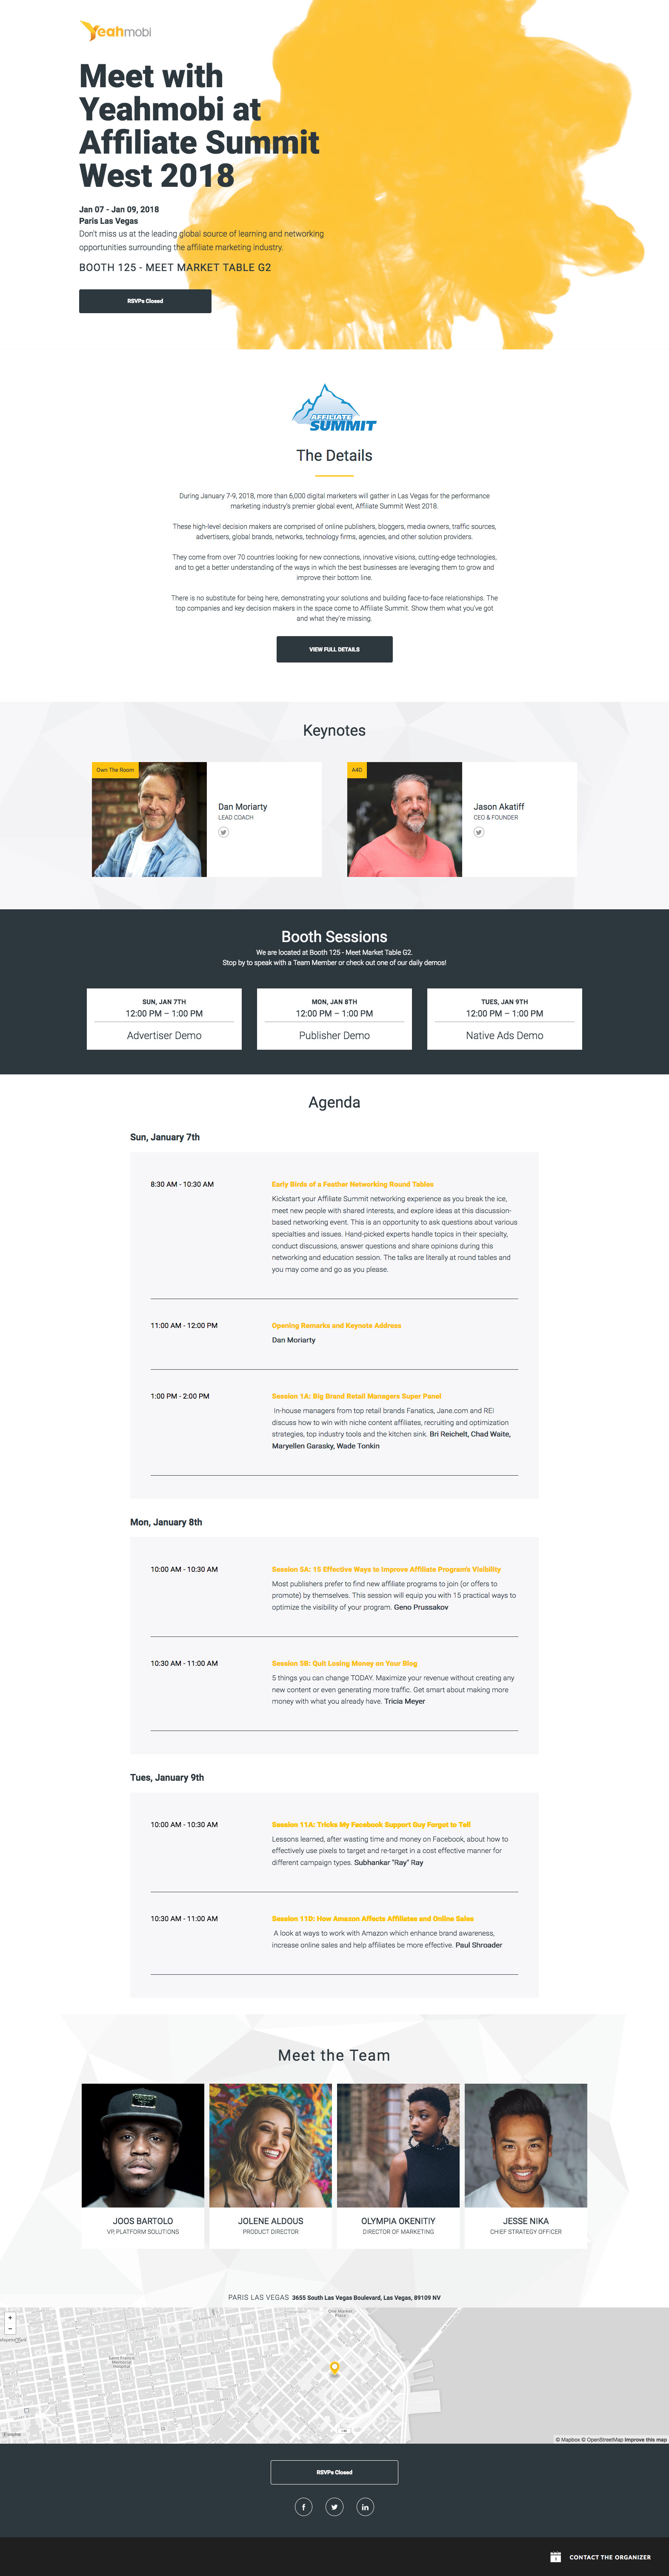 Yeahmobi
Meet with
Yeahmobi at
Affiliate Summit
West 2018
Jan 07 - Jan 09, 2018
Paris Las Vegas
Don't miss us at the leading global source of learning and networking
opportunities surrounding the affiliate marketing industry.
BOOTH 125 - MEET MARKET TABLE G2
RSVPs Closed
AFFILIATE
SUMMIT
The Details
During January 7-9, 2018, more than 6,000 digital marketers will gather in Las Vegas for the performance
marketing industry's premier global event, Affiliate Summit West 2018.
These high-level decision makers are comprised of online publishers, bloggers, media owners, traffic sources,
advertisers, global brands, networks, technology firms, agencies, and other solution providers.
They come from over 70 countries looking for new connections, innovative visions, cutting-edge technologies,
and to get a better understanding of the ways in which the best businesses are leveraging them to grow and
improve their bottom line.
There is no substitute for being here, demonstrating your solutions and building face-to-face relationships. The
top companies and key decision makers in the space come to Affiliate Summit. Show them what you've got
and what they're missing.
VIEW FULL DETAILS
Keynotes
Own The Room
Dan Moriarty
LEAD COACH
A4D
Jason Akatiff
CEO & FOUNDER
Booth Sessions
We are located at Booth 125 - Meet Market Table G2.
Stop by to speak with a Team Member or check out one of our daily demos!
SUN, JAN 7TH
12:00 PM – 1:00 PM
Advertiser Demo
MON, JAN 8TH
12:00 PM – 1:00 PM
Publisher Demo
TUES, JAN 9TH
12:00 PM – 1:00 PM
Native Ads Demo
Agenda
Sun, January 7th
8:30 AM - 10:30 AM
Early Birds of a Feather Networking Round Tables
Kickstart your Affiliate Summit networking experience as you break the ice,
meet new people with shared interests, and explore ideas at this discussion-
based networking event. This is an opportunity to ask questions about various
specialties and issues. Hand-picked experts handle topics in their specialty,
conduct discussions, answer questions and share opinions during this
networking and education session. The talks are literally at round tables and
you may come and go as you please.
11:00 AM - 12:00 PM
Opening Remarks and Keynote Address
Dan Moriarty
1:00 PM - 2:00 PM
Session 1A: Big Brand Retail Managers Super Panel
In-house managers from top retail brands Fanatics, Jane.com and REI
discuss how to win with niche content affiliates, recruiting and optimization
strategies, top industry tools and the kitchen sink. Bri Reichelt, Chad Waite,
Maryellen Garasky, Wade Tonkin
Mon, January 8th
10:00 AM - 10:30 AM
Session 5A: 15 Effective Ways to Improve Affiliate Program's Visibility
Most publishers prefer to find new affiliate programs to join (or offers to
promote) by themselves. This session will equip you with 15 practical ways to
optimize the visibility of your program. Geno Prussakov
10:30 AM - 11:00 AM
Session 5B: Quit Losing Money on Your Blog
5 things you can change TODAY. Maximize your revenue without creating any
new content or even generating more traffic. Get smart about making more
money with what you already have. Tricia Meyer
Tues, January 9th
10:00 AM - 10:30 AM
Session 11A: Tricks My Facebook Support Guy Forgot to Tell
Lessons learned, after wasting time and money on Facebook, about how to
effectively use pixels to target and re-target in a cost effective manner for
different campaign types. Subhankar "Ray" Ray
10:30 AM - 11:00 AM
Session 11D: How Amazon Affects Affiliates and Online Sales
A look at ways to work with Amazon which enhance brand awareness,
increase online sales and help affiliates be more effective. Paul Shroader
Meet the Team
JOOS BARTOLO
VP, PLATFORM SOLUTIONS
JOLENE ALDOUS
PRODUCT DIRECTOR
OLYMPIA OKENITIY
DIRECTOR OF MARKETING
JESSE NIKA
CHIEF STRATEGY OFFICER
PARIS LAS VEGAS 3655 South Las Vegas Boulevard, Las Vegas, 89109 NV
+
−
One Market
Plaza
Saint Francis
Memorial
Hospital
© Mapbox © OpenStreetMap Improve this map
RSVPs Closed
CONTACT THE ORGANIZER